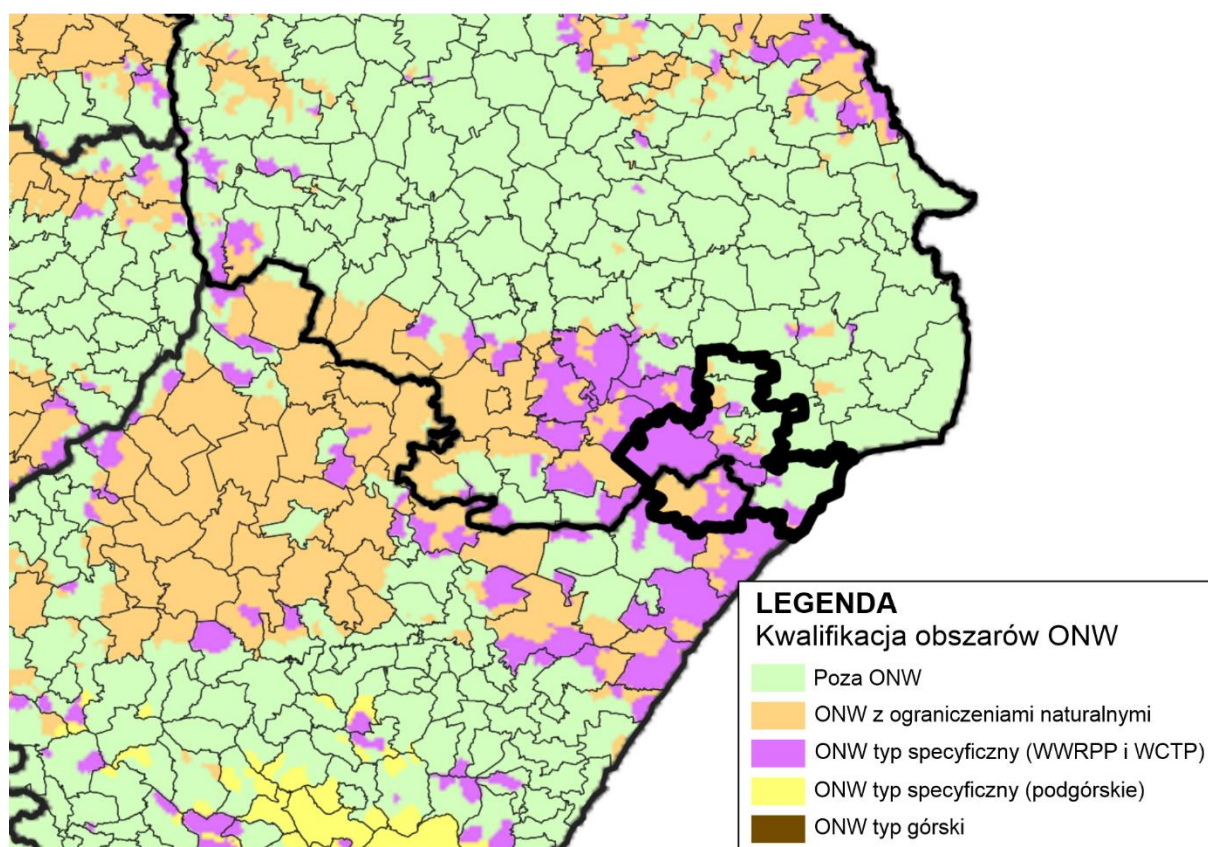 LEGENDA
Kwalifikacja obszarów ONW
Poza ONW
ONW z ograniczeniami naturalnymi
ONW typ specyficzny (WWRPP i WCTP)
ONW typ specyficzny (podgórskie)
ONW typ górski